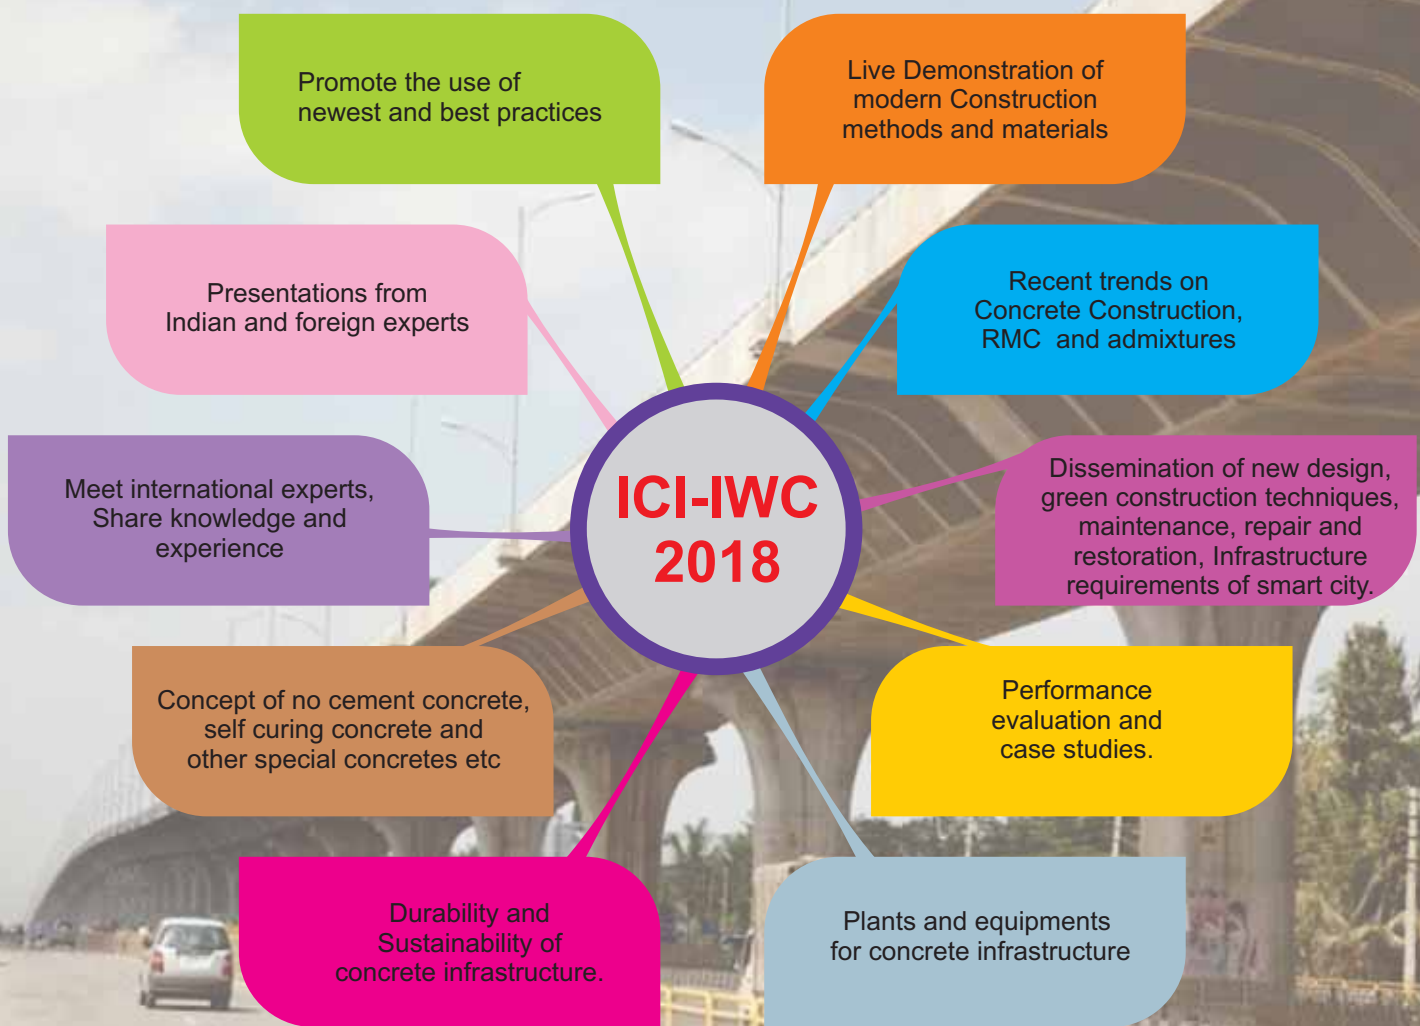 Promote the use of
newest and best practices
Live Demonstration of
modern Construction
methods and materials
Presentations from
Indian and foreign experts
Recent trends on
Concrete Construction,
RMC and admixtures
Meet international experts,
Share knowledge and
experience
ICI-IWC
2018
Dissemination of new design,
green construction techniques,
maintenance, repair and
restoration, Infrastructure
requirements of smart city.
Concept of no cement concrete,
self curing concrete and
other special concretes etc
Performance
evaluation and
case studies.
Durability and
Sustainability of
concrete infrastructure.
Plants and equipments
for concrete infrastructure